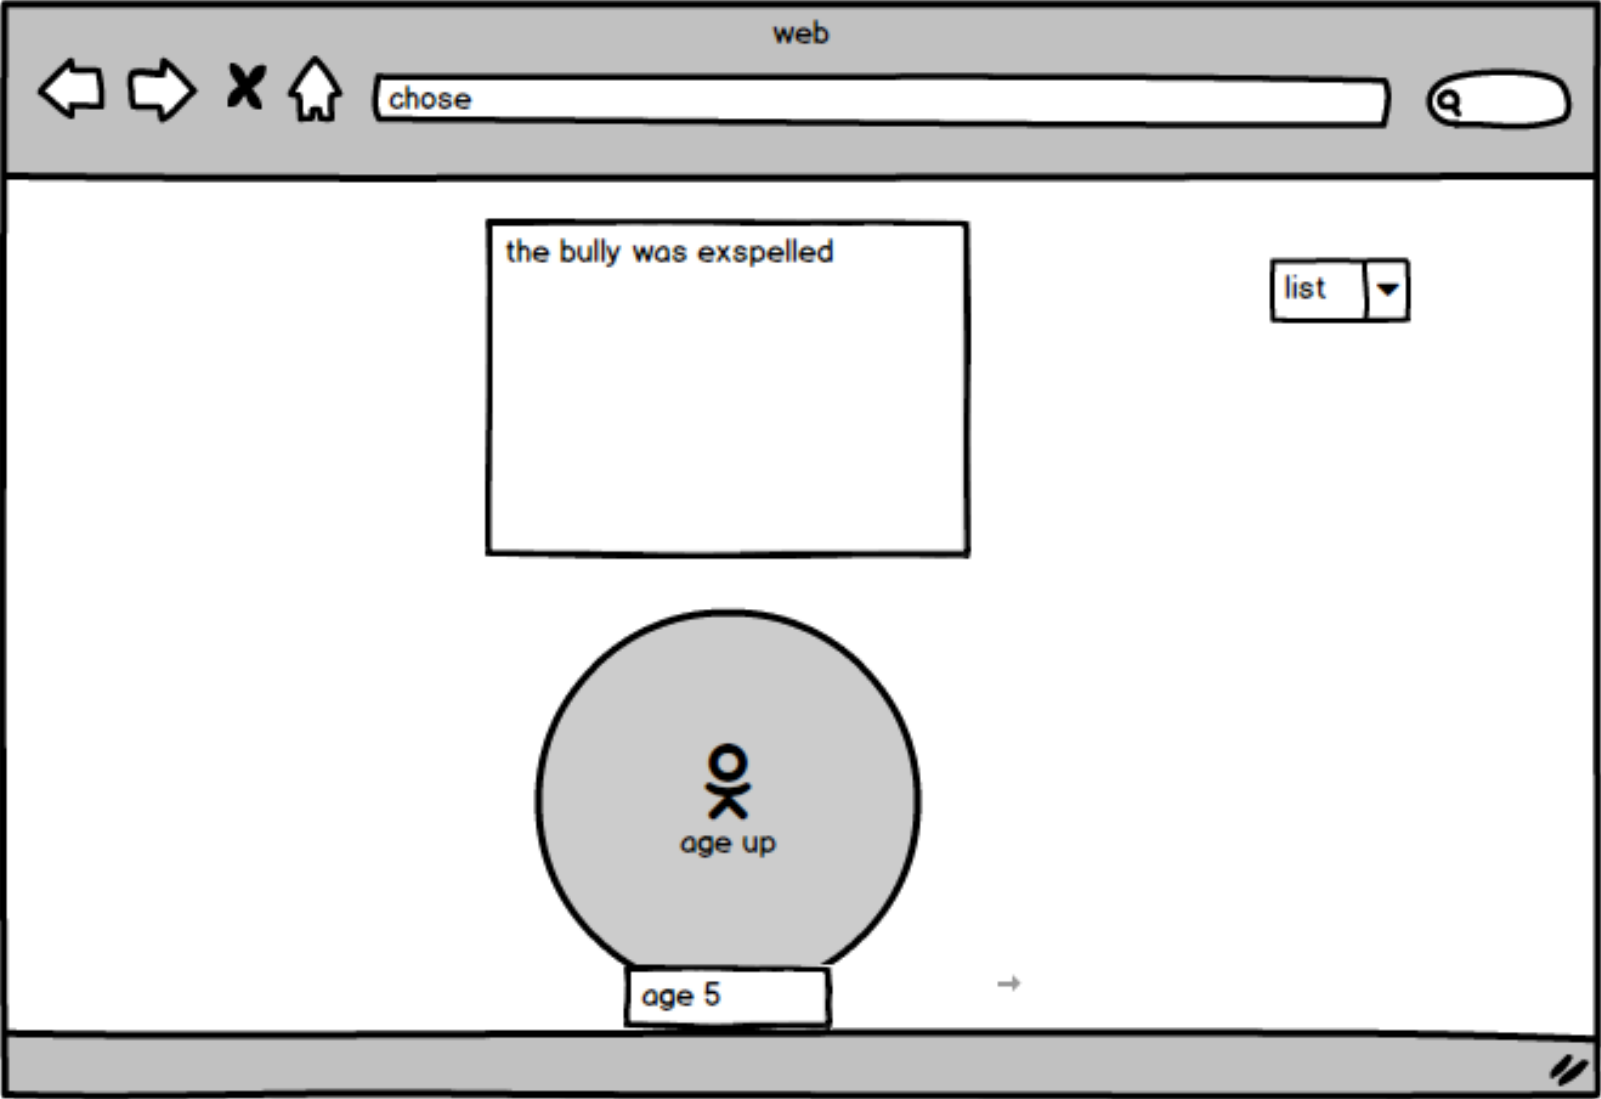 web
chose
the bully was exspelled
list
age up
age 5